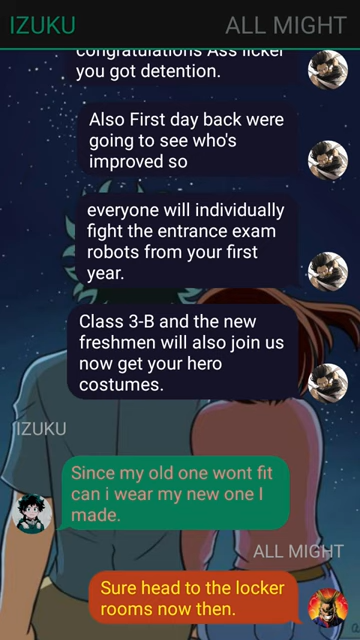 IZUKU ALL MIGHT
congratulations Ass licker
you got detention.
Also First day back were
going to see who's
improved so
everyone will individually
fight the entrance exam
robots from your first
year.
Class 3-B and the new
freshmen will also join us
now get your hero
costumes.
IZUKU
Since my old one wont fit
can i wear my new one I
made.
ALL MIGHT
Sure head to the locker
rooms now then.